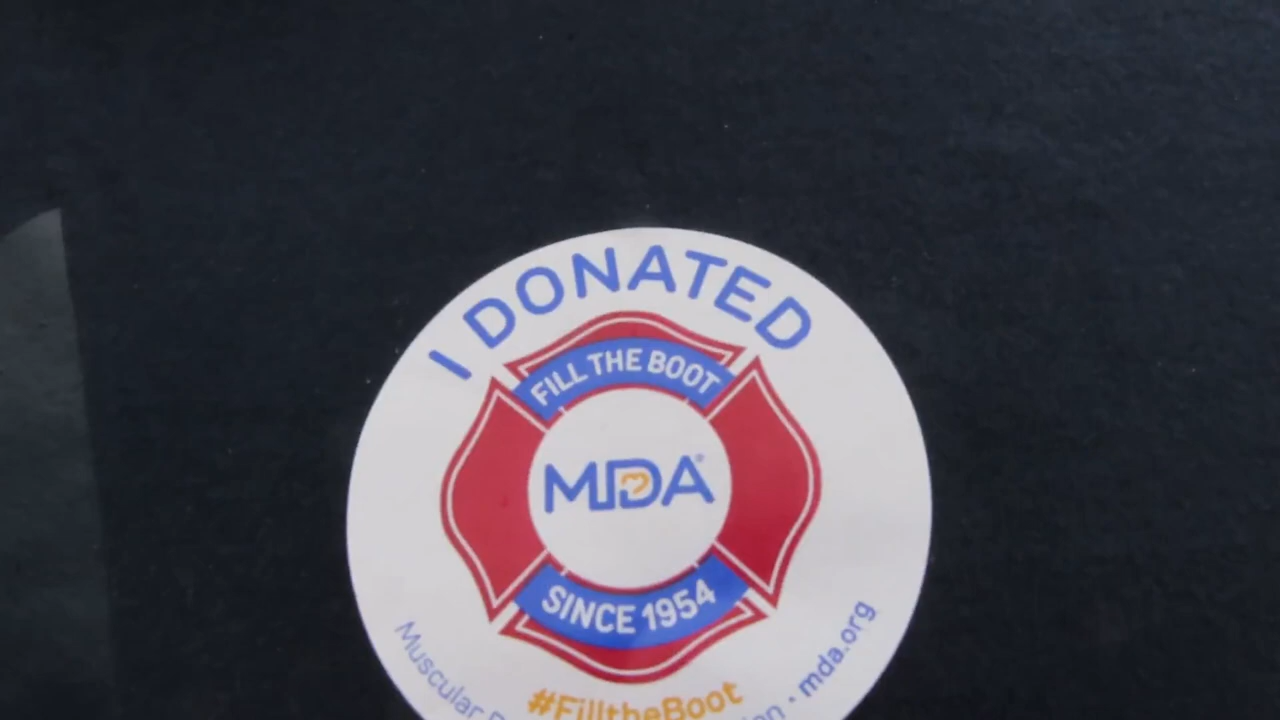 I DONATED
FILL THE BOOT
MDA
SINCE 1954
#FilltheBoot
Muscular
mda.org